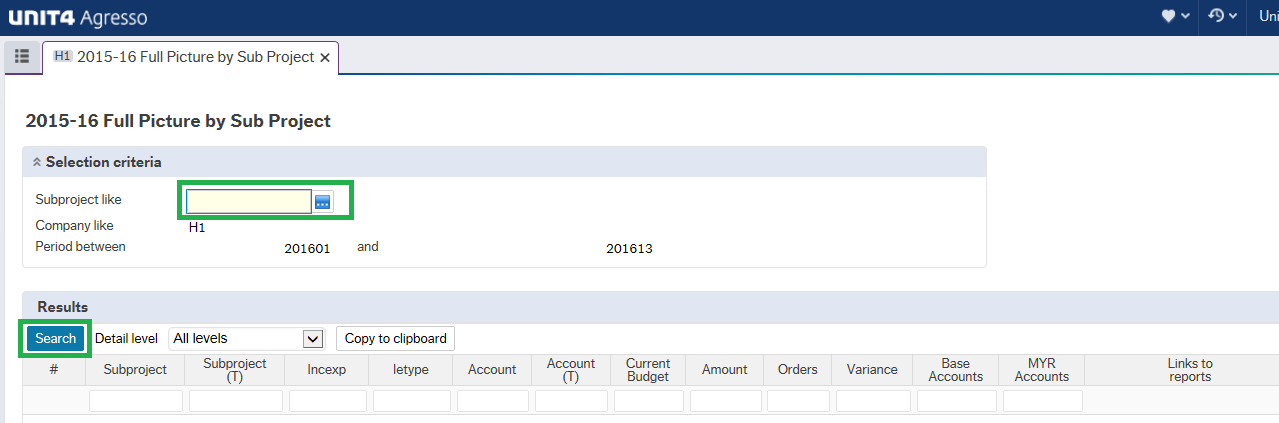 UNIT4 Agresso
Uni
H1 2015-16 Full Picture by Sub Project
2015-16 Full Picture by Sub Project
Selection criteria
Subproject like
Company like H1
Period between 201601 and 201613
Results
Search Detail level All levels Copy to clipboard
# Subproject Subproject (T) Incexp Ietype Account Account (T) Current Budget Amount Orders Variance Base Accounts MYR Accounts Links to reports